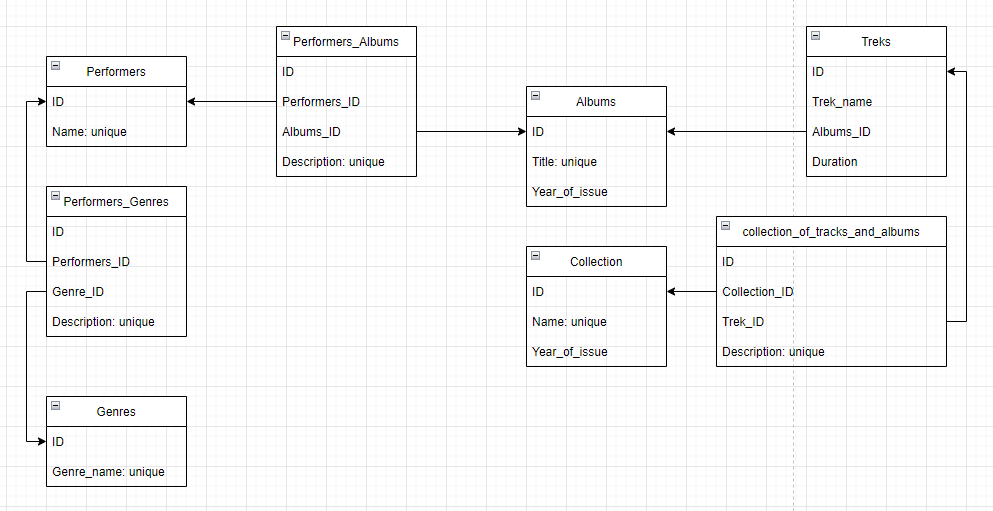 Performers
ID
Name: unique
Performers_Albums
ID
Performers_ID
Albums_ID
Description: unique
Albums
ID
Title: unique
Year_of_issue
Treks
ID
Trek_name
Albums_ID
Duration
Performers_Genres
ID
Performers_ID
Genre_ID
Description: unique
Collection
ID
Name: unique
Year_of_issue
collection_of_tracks_and_albums
ID
Collection_ID
Trek_ID
Description: unique
Genres
ID
Genre_name: unique